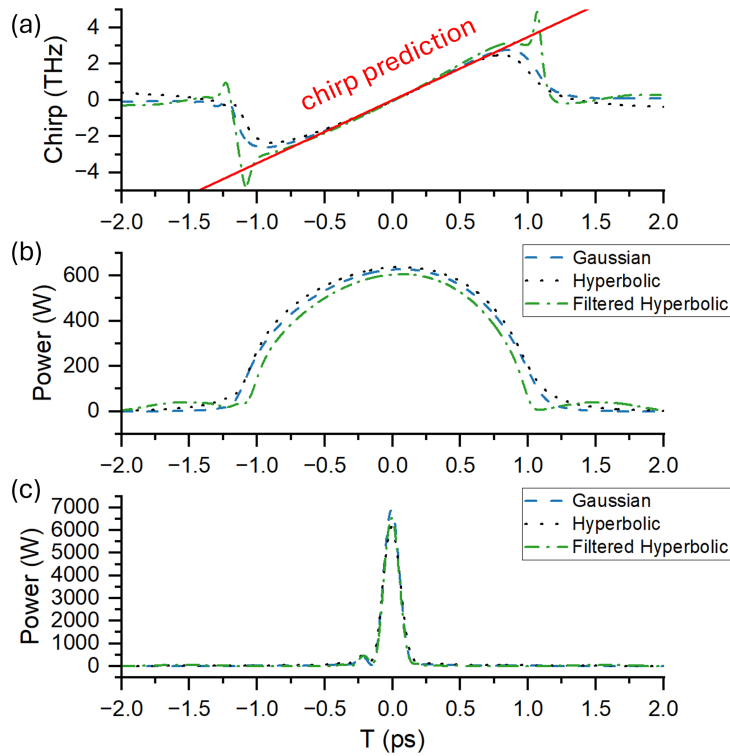 (a)
Chirp (THz)
4
2
0
−2
−4
chirp prediction
−2.0 −1.5 −1.0 −0.5 0.0 0.5 1.0 1.5 2.0
(b)
Power (W)
600
400
200
0
Gaussian
Hyperbolic
Filtered Hyperbolic
−2.0 −1.5 −1.0 −0.5 0.0 0.5 1.0 1.5 2.0
(c)
Power (W)
7000
6000
5000
4000
3000
2000
1000
0
Gaussian
Hyperbolic
Filtered Hyperbolic
−2.0 −1.5 −1.0 −0.5 0.0 0.5 1.0 1.5 2.0
T (ps)